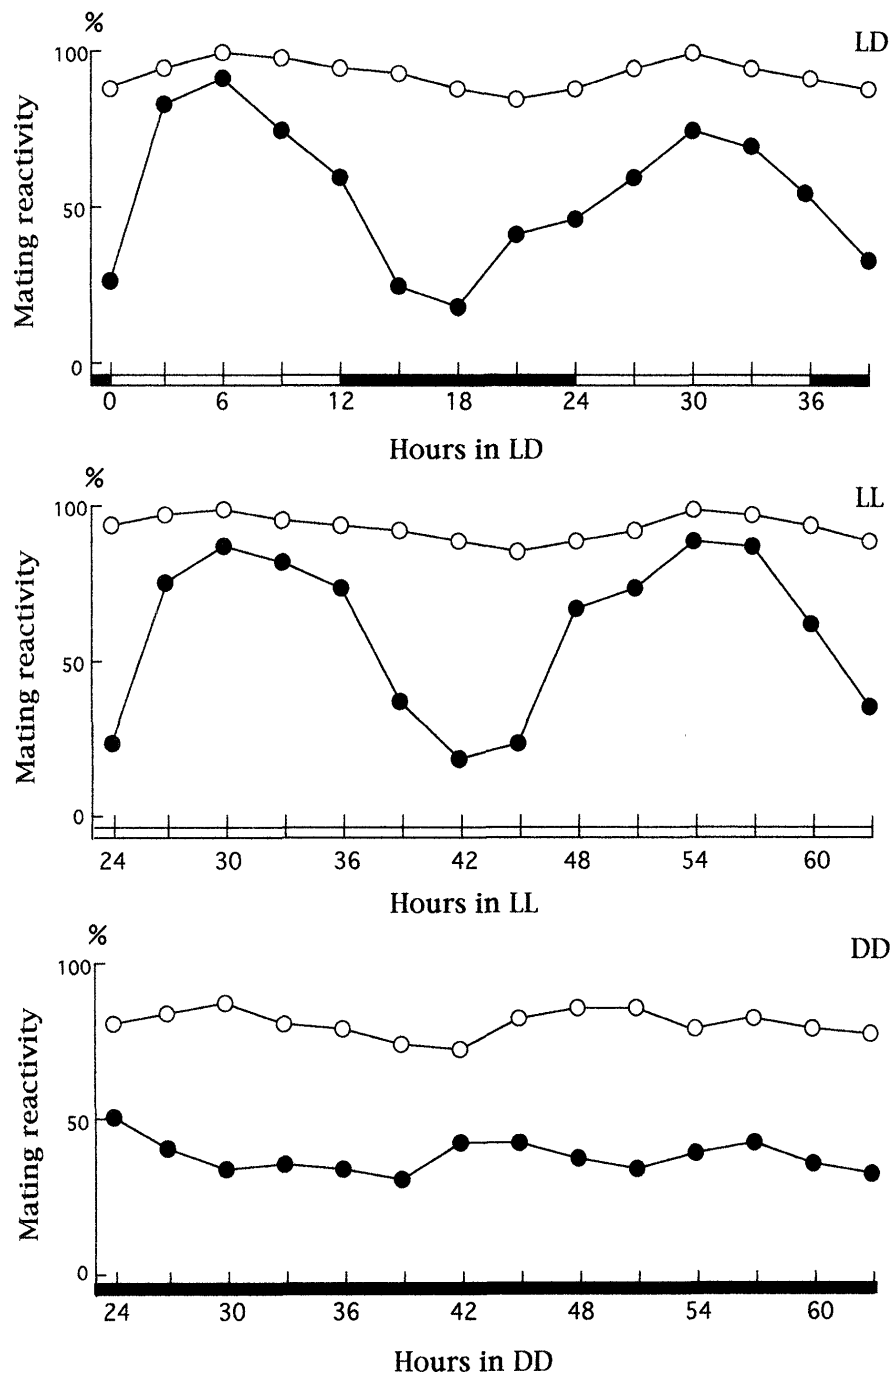 %
LD
100
Mating reactivity
50
0
0 6 12 18 24 30 36
Hours in LD
%
LL
100
Mating reactivity
50
0
24 30 36 42 48 54 60
Hours in LL
%
DD
100
Mating reactivity
50
0
24 30 36 42 48 54 60
Hours in DD